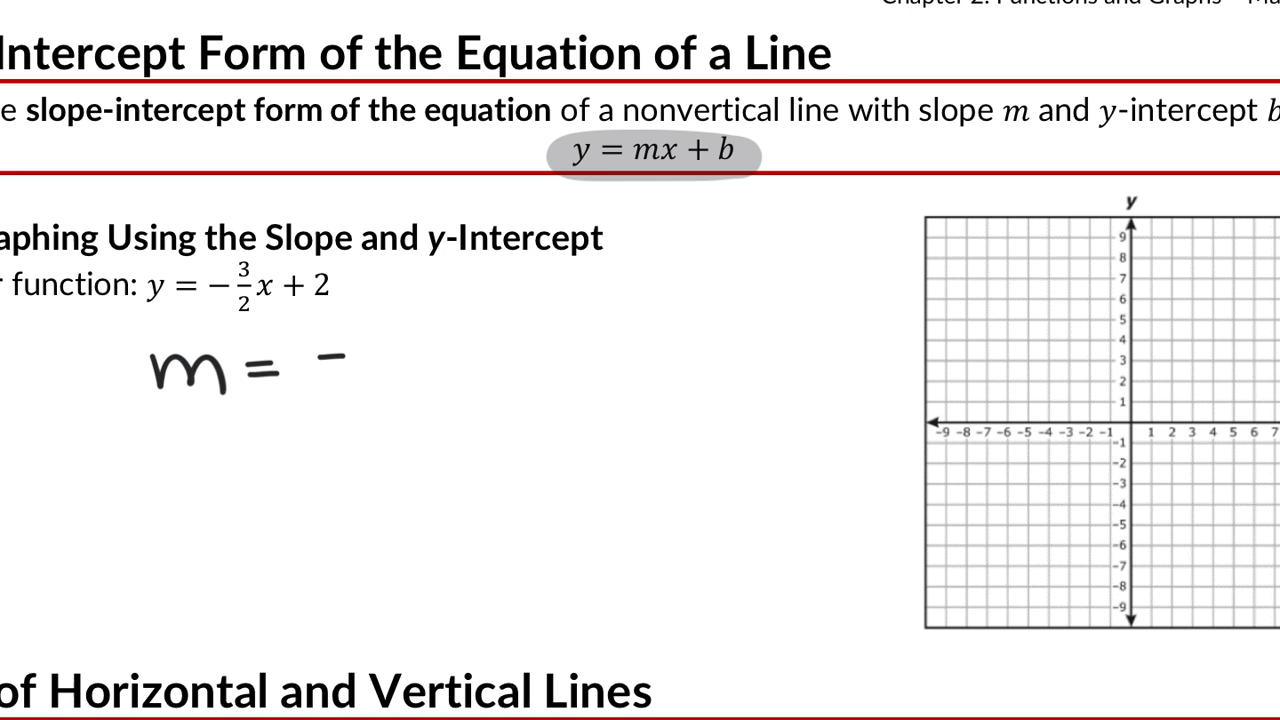 Chapter 2: Functions and Graphs – Ma
Intercept Form of the Equation of a Line
e slope-intercept form of the equation of a nonvertical line with slope m and y-intercept b
y = mx + b
aphing Using the Slope and y-Intercept
r function: y = −3/2x + 2
m = -
y
9
8
7
6
5
4
3
2
1
-9 -8 -7 -6 -5 -4 -3 -2 -1 1 2 3 4 5 6 7
-1
-2
-3
-4
-5
-6
-7
-8
-9
of Horizontal and Vertical Lines